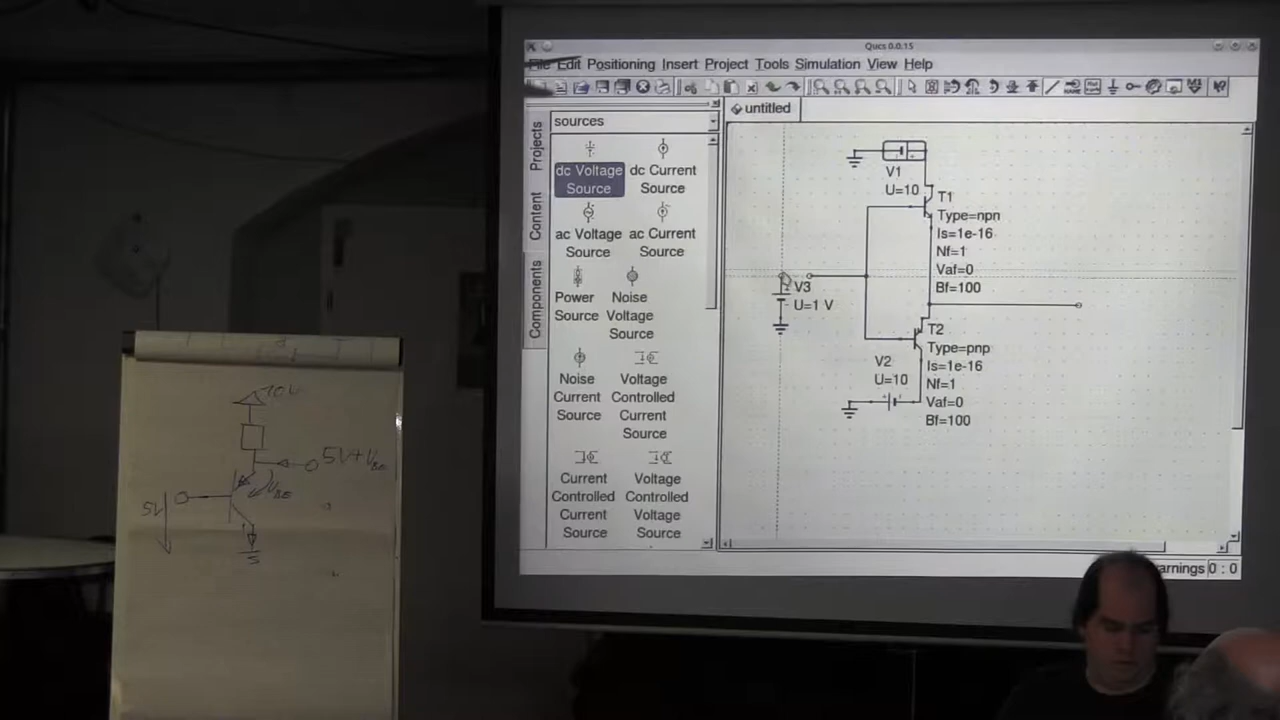 Qucs 0.0.15
File Edit Positioning Insert Project Tools Simulation View Help
untitled
Projects
Content
Components
sources
dc Voltage
Source
dc Current
Source
ac Voltage
Source
ac Current
Source
Power
Source
Noise
Voltage
Source
Noise
Current
Source
Voltage
Controlled
Current
Source
Current
Controlled
Current
Source
Voltage
Controlled
Voltage
Source
V1
U=10
T1
Type=npn
Is=1e-16
Nf=1
Vaf=0
Bf=100
V3
U=1 V
T2
Type=pnp
Is=1e-16
Nf=1
Vaf=0
Bf=100
V2
U=10
arnings 0 : 0
10V
5V+UBE
UBE
5V